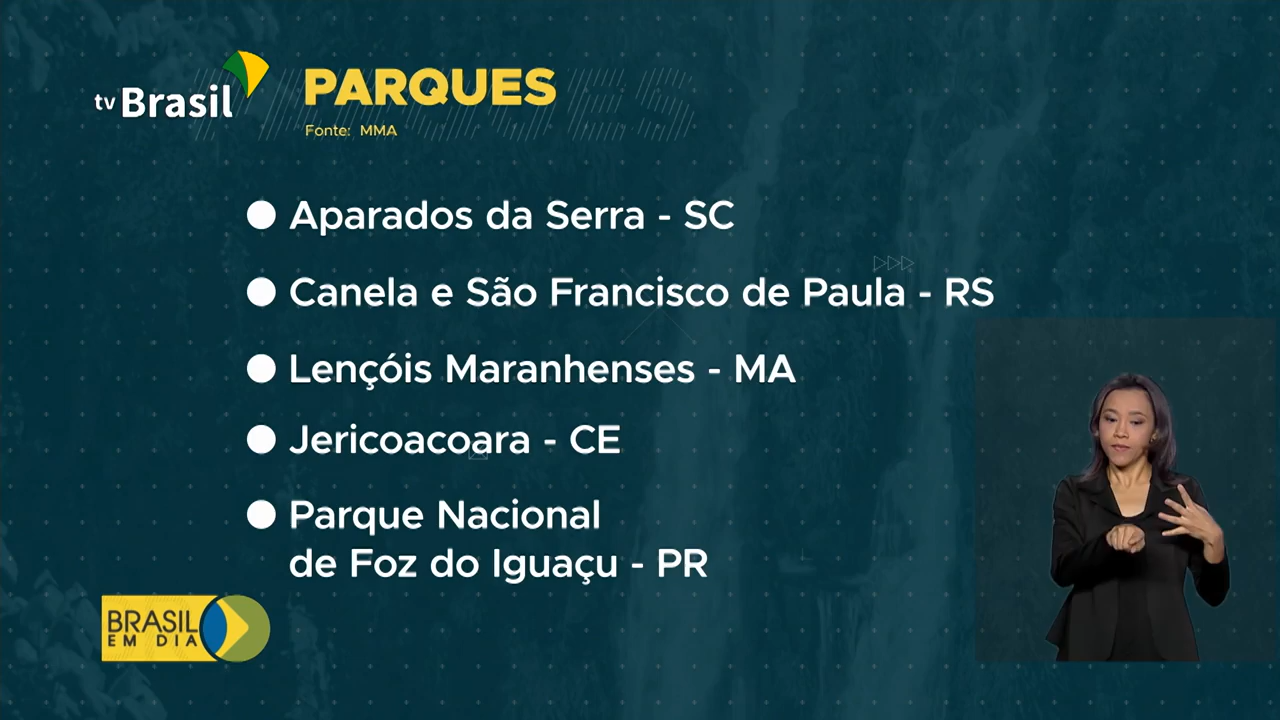 tv Brasil
PARQUES
Fonte: MMA
Aparados da Serra - SC
Canela e São Francisco de Paula - RS
Lençóis Maranhenses - MA
Jericoacoara - CE
Parque Nacional
de Foz do Iguaçu - PR
BRASIL
EM DIA